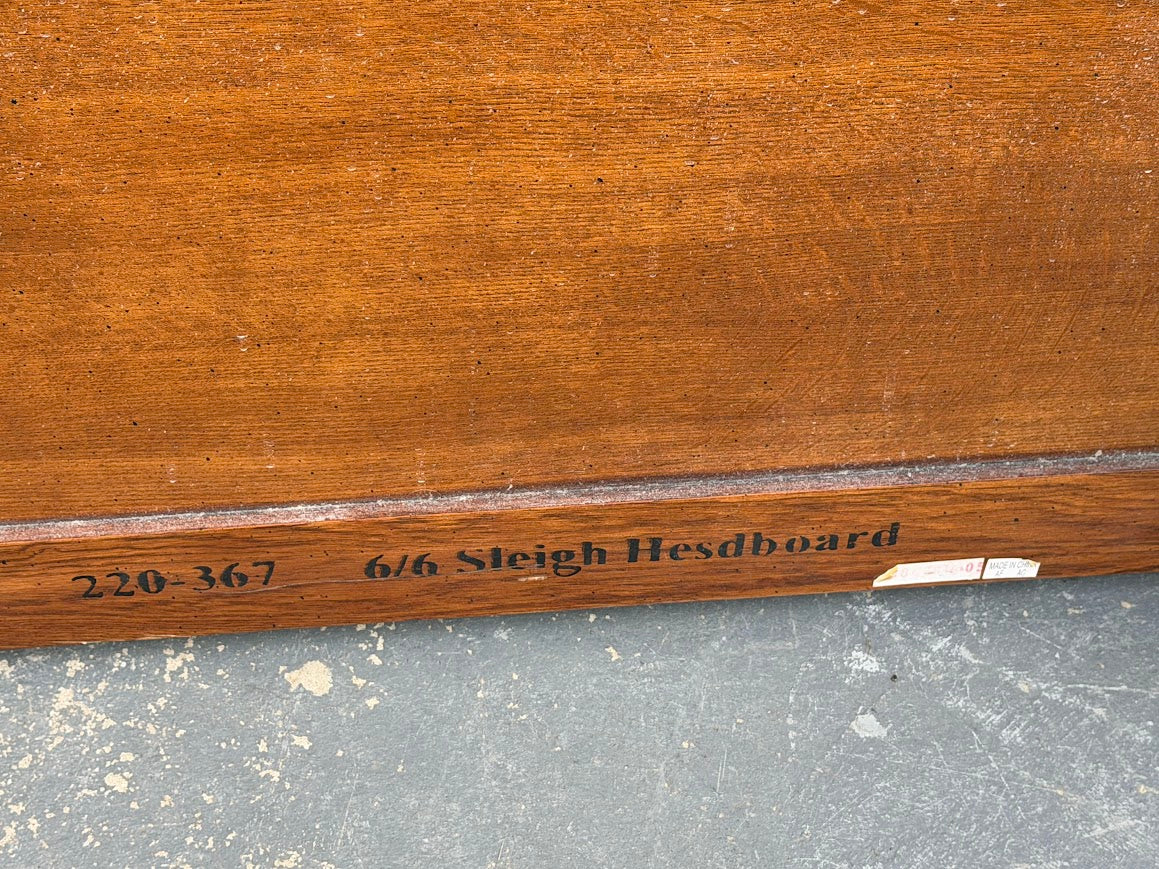 220-367 6/6 Sleigh Hesdboard
MADE IN CHINA